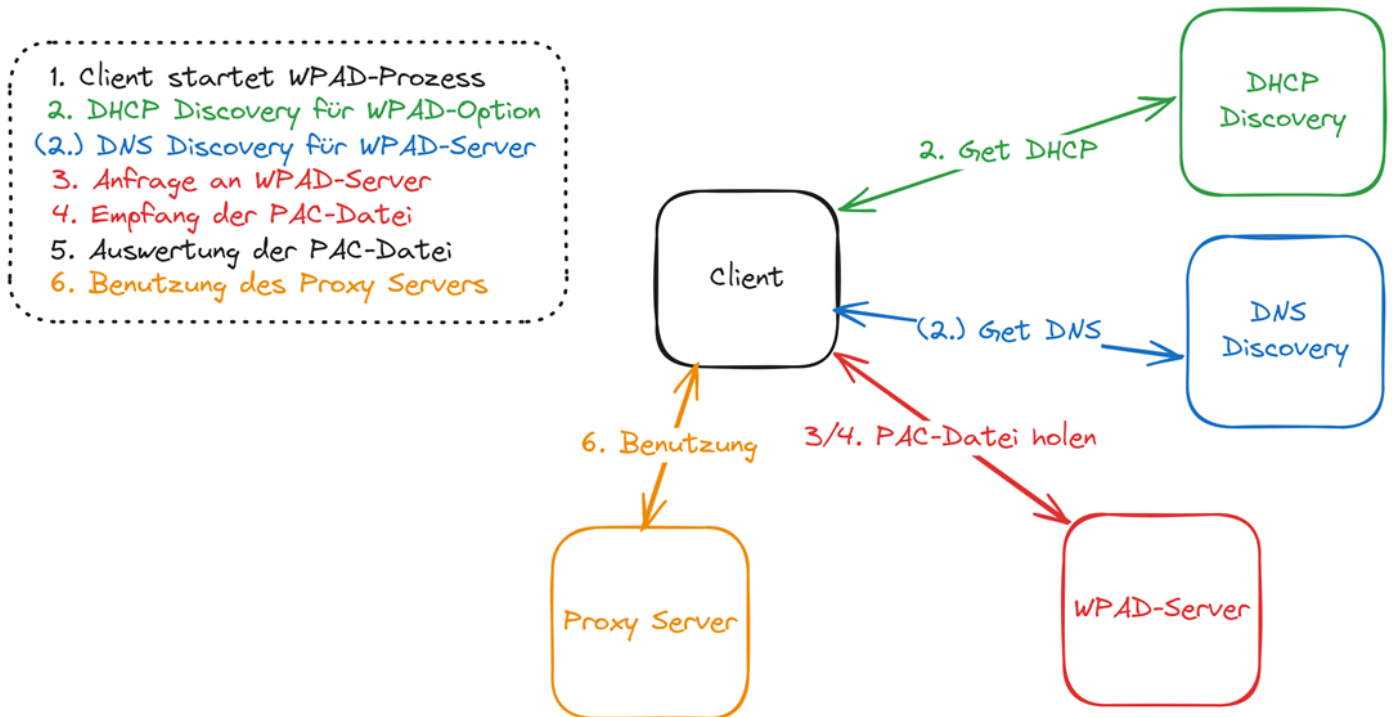 1. Client startet WPAD-Prozess
2. DHCP Discovery für WPAD-Option
(2.) DNS Discovery für WPAD-Server
3. Anfrage an WPAD-Server
4. Empfang der PAC-Datei
5. Auswertung der PAC-Datei
6. Benutzung des Proxy Servers
DHCP
Discovery
2. Get DHCP
Client
(2.) Get DNS
DNS
Discovery
6. Benutzung
3/4. PAC-Datei holen
Proxy Server
WPAD-Server